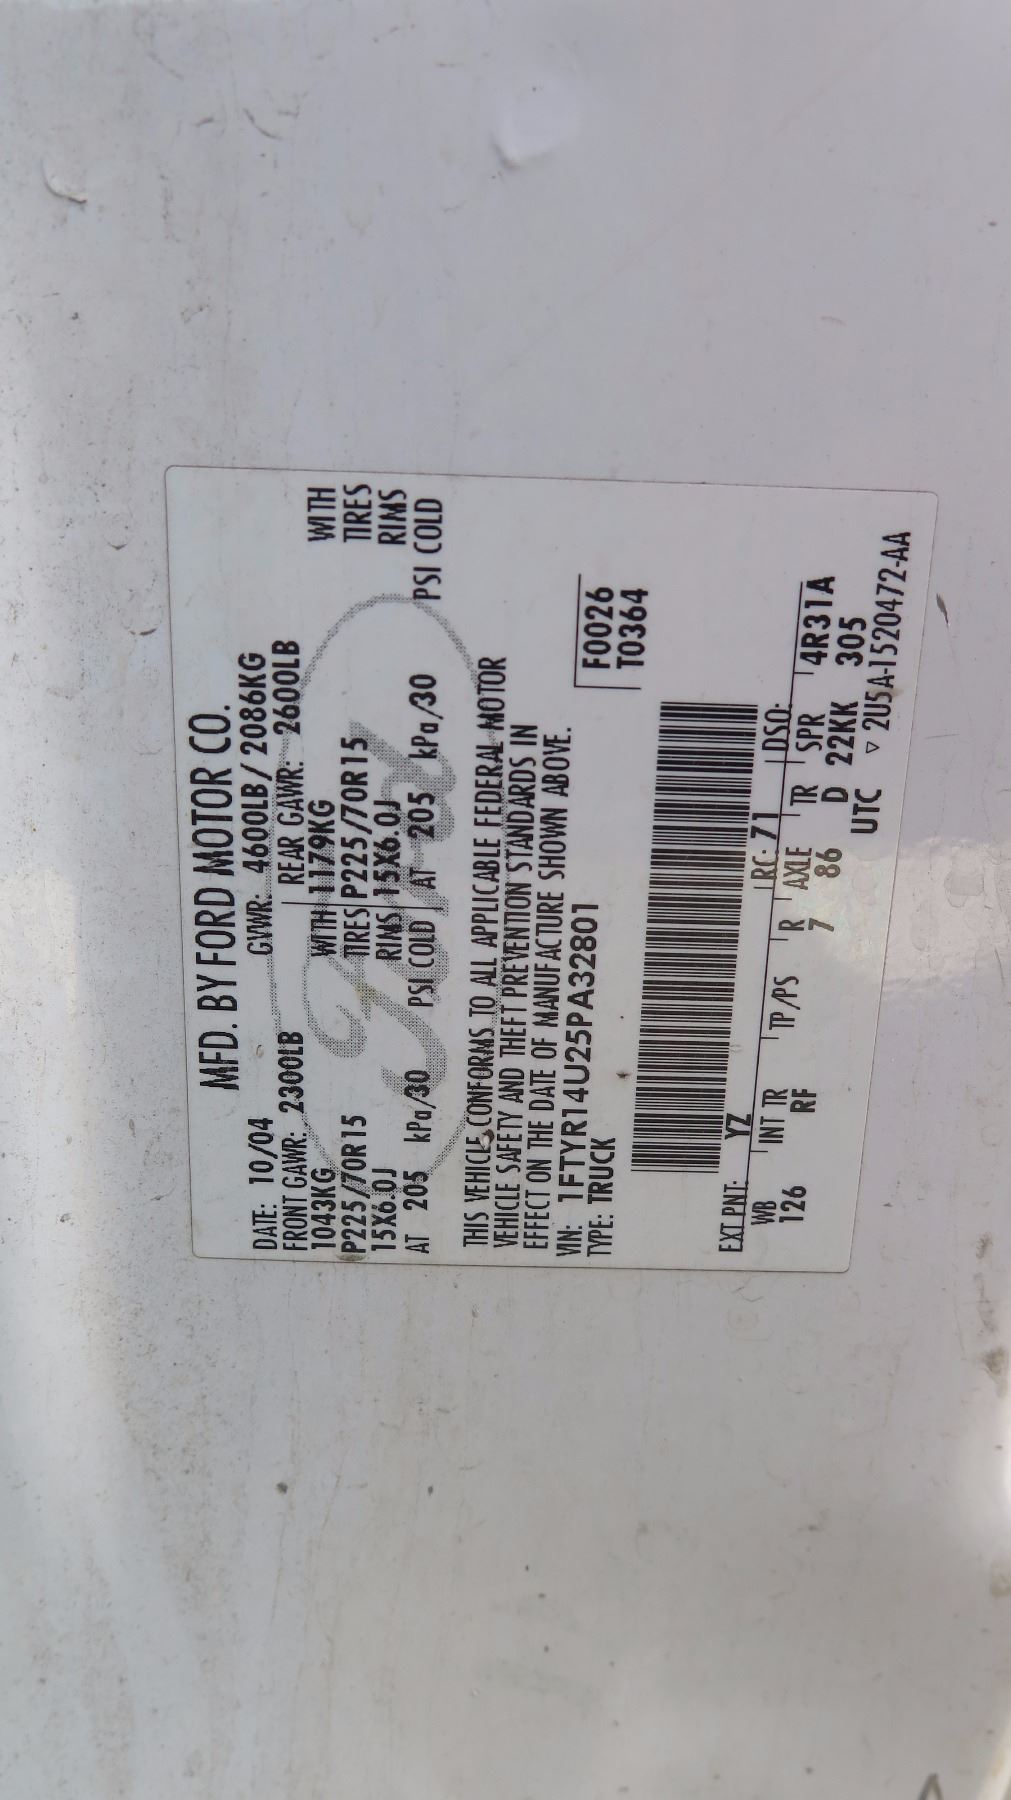 MFD. BY FORD MOTOR CO.
DATE: 10/04 GVWR: 4600LB/ 2086KG
FRONT GAWR: 2300LB REAR GAWR: 2600LB
1043KG WITH 1179KG WITH
P225/70R15 TIRES P225/70R15 TIRES
15X6.0J RIMS 15X6.0J RIMS
AT 205 kPa/30 PSI COLD AT 205 kPa/30 PSI COLD
Ford
THIS VEHICLE CONFORMS TO ALL APPLICABLE FEDERAL MOTOR
VEHICLE SAFETY AND THEFT PREVENTION STANDARDS IN
EFFECT ON THE DATE OF MANUFACTURE SHOWN ABOVE.
VIN: 1FTYR14U25PA32801 F0026
TYPE: TRUCK T0364
EXT PNT: YZ RC: 71 DSO:
WB INT TR TP/PS R AXLE TR SPR 4R31A
126 RF 7 86 D 22KK 305
UTC ▽ 2U5A-1520472-AA